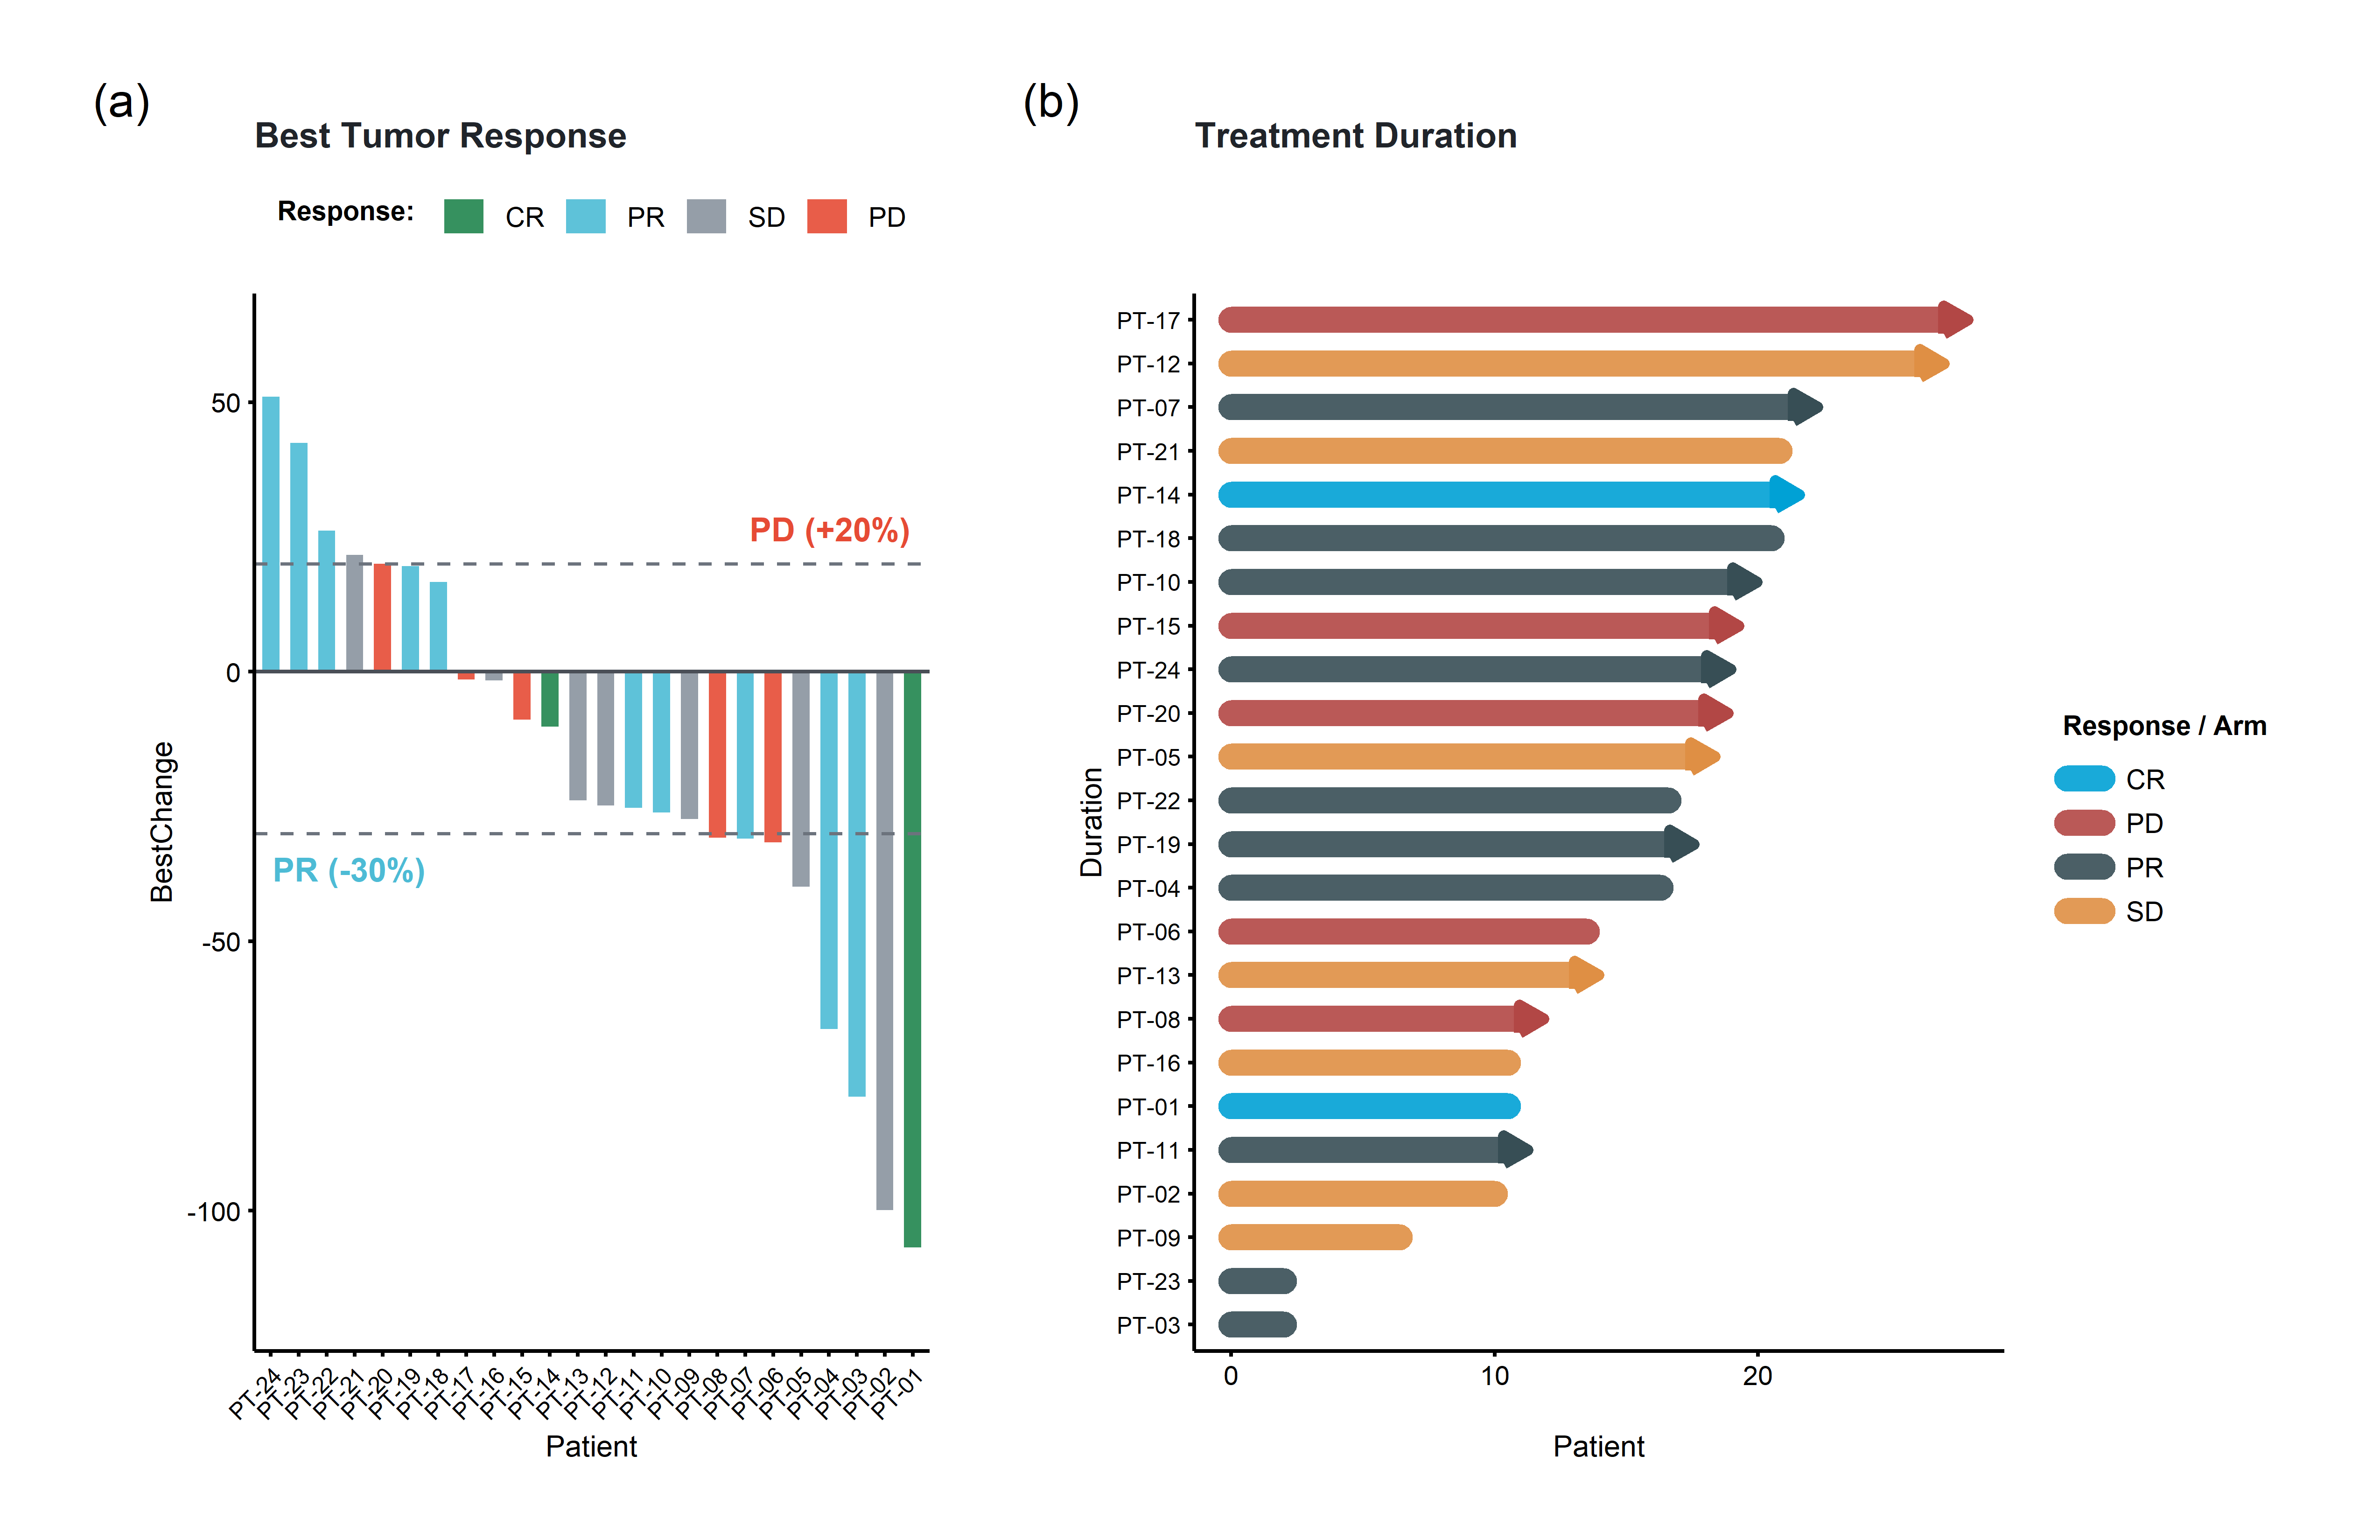 (a)
Best Tumor Response
Response:
CR
PR
SD
PD
50
0
-50
-100
BestChange
PD (+20%)
PR (-30%)
PT-24
PT-23
PT-22
PT-21
PT-20
PT-19
PT-18
PT-17
PT-16
PT-15
PT-14
PT-13
PT-12
PT-11
PT-10
PT-09
PT-08
PT-07
PT-06
PT-05
PT-04
PT-03
PT-02
PT-01
Patient
(b)
Treatment Duration
PT-17
PT-12
PT-07
PT-21
PT-14
PT-18
PT-10
PT-15
PT-24
PT-20
PT-05
PT-22
PT-19
PT-04
PT-06
PT-13
PT-08
PT-16
PT-01
PT-11
PT-02
PT-09
PT-23
PT-03
Duration
0
10
20
Patient
Response / Arm
CR
PD
PR
SD